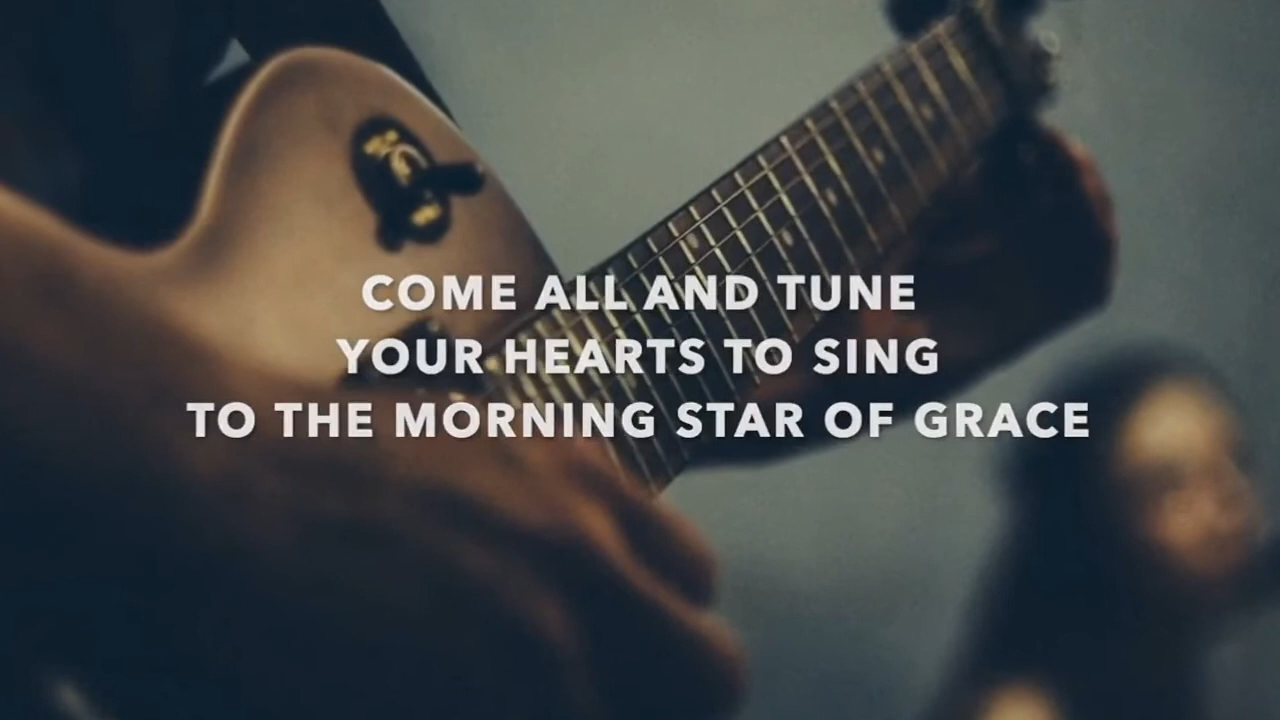 COME ALL AND TUNE
YOUR HEARTS TO SING
TO THE MORNING STAR OF GRACE